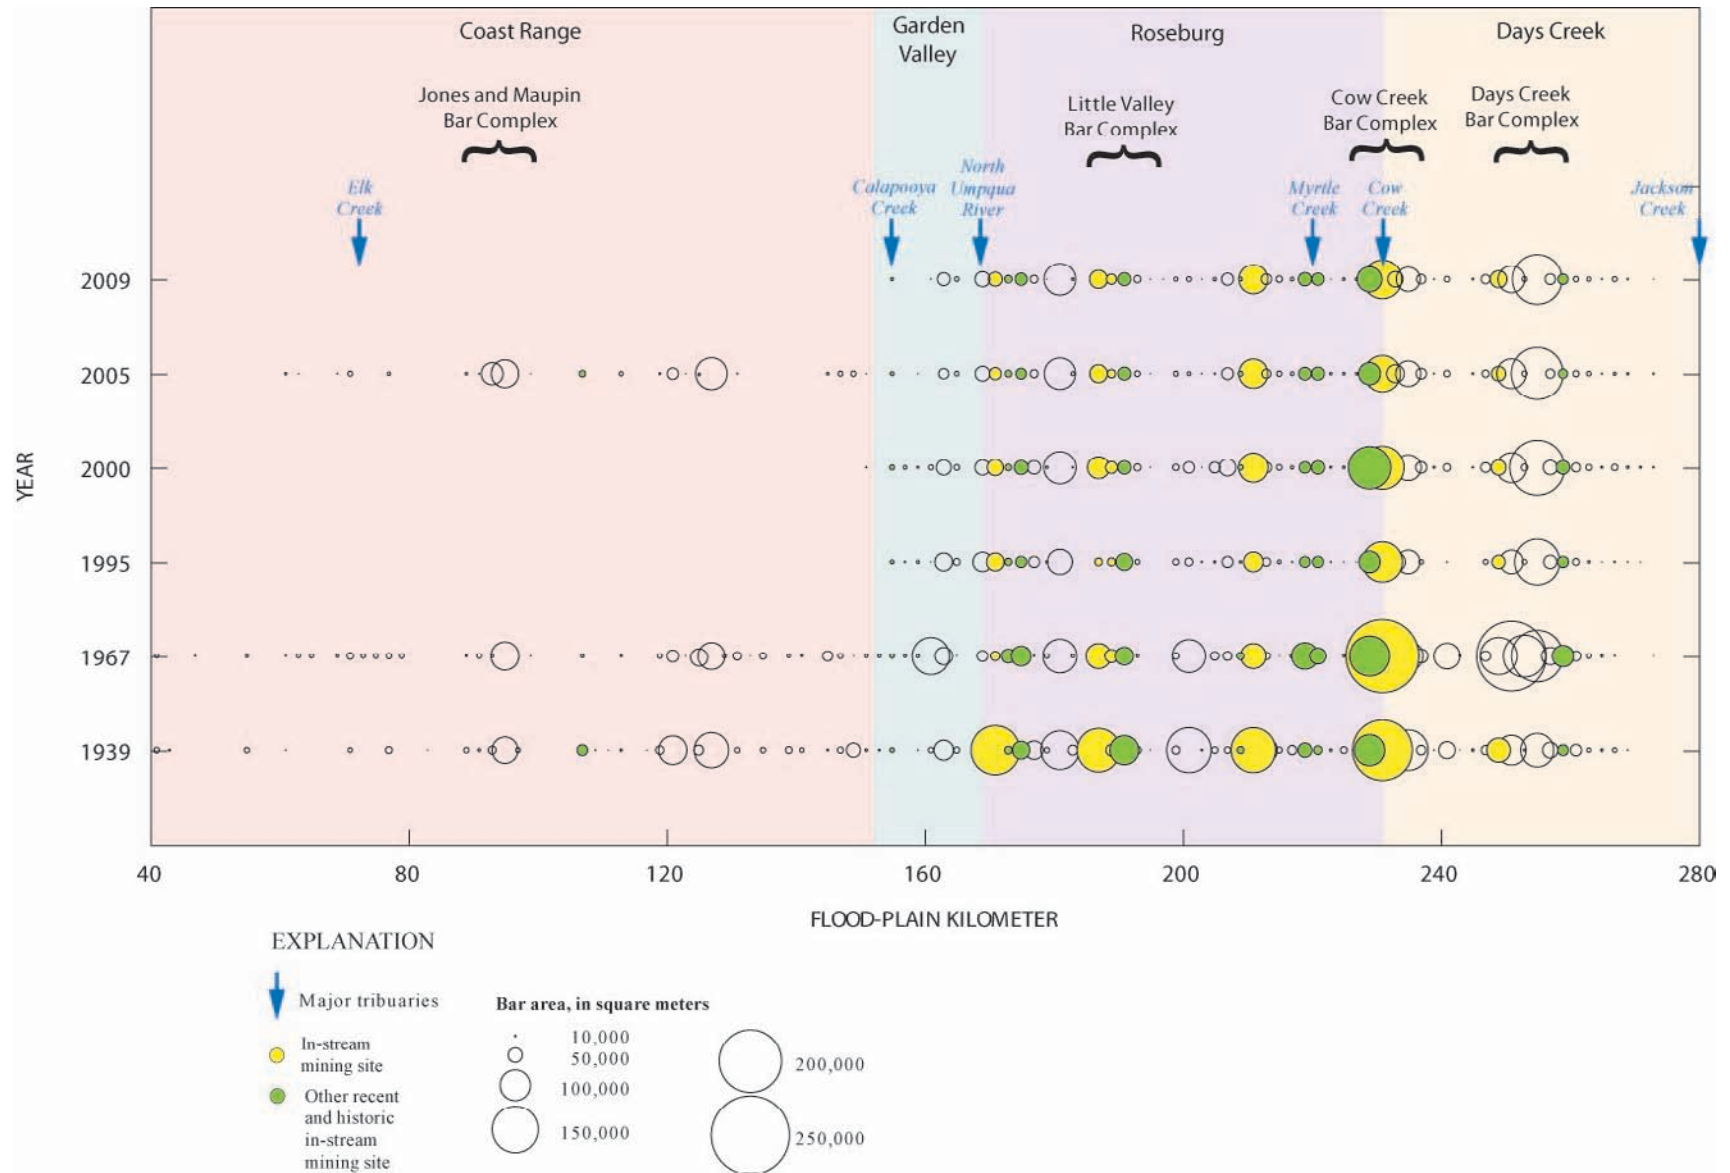 Coast Range
Garden
Valley
Roseburg
Days Creek
Jones and Maupin
Bar Complex
Little Valley
Bar Complex
Cow Creek
Bar Complex
Days Creek
Bar Complex
Elk
Creek
Calapooya
Creek
North
Umpqua
River
Myrtle
Creek
Cow
Creek
Jackson
Creek
YEAR
2009
2005
2000
1995
1967
1939
40
80
120
160
200
240
280
FLOOD-PLAIN KILOMETER
EXPLANATION
Major tributaries
In-stream
mining site
Other recent
and historic
in-stream
mining site
Bar area, in square meters
10,000
50,000
100,000
150,000
200,000
250,000